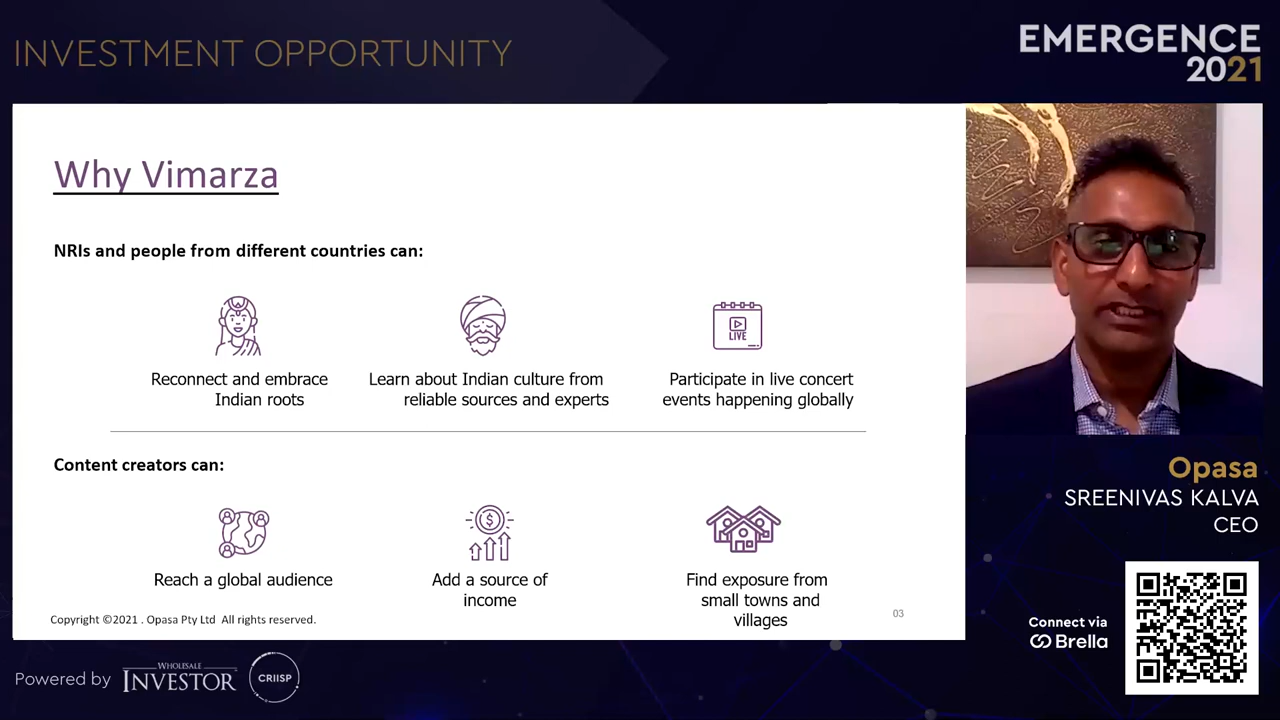 INVESTMENT OPPORTUNITY
EMERGENCE
2021
Why Vimarza
NRIs and people from different countries can:
LIVE
Reconnect and embrace
Indian roots
Learn about Indian culture from
reliable sources and experts
Participate in live concert
events happening globally
Content creators can:
$
Reach a global audience
Add a source of
income
Find exposure from
small towns and
villages
Copyright ©2021 . Opasa Pty Ltd  All rights reserved.
03
Opasa
SREENIVAS KALVA
CEO
Connect via
Brella
Powered by
WHOLESALE
INVESTOR
CRIISP